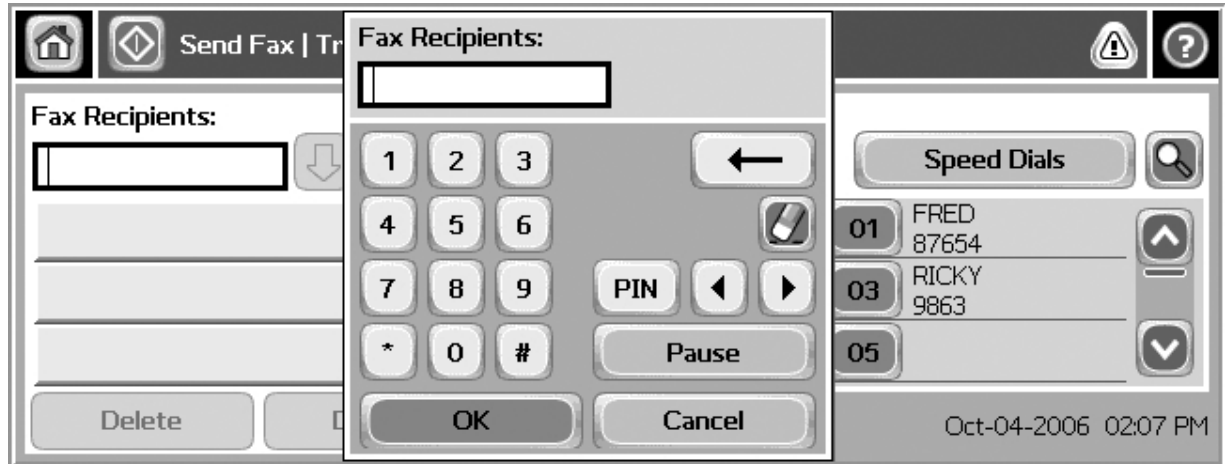 Send Fax | Tr
Fax Recipients:
?
Fax Recipients:
Speed Dials
1 2 3
4 5 6
7 8 9
PIN
* 0 #
Pause
01 FRED
87654
03 RICKY
9863
05
Delete
D
OK
Cancel
Oct-04-2006 02:07 PM